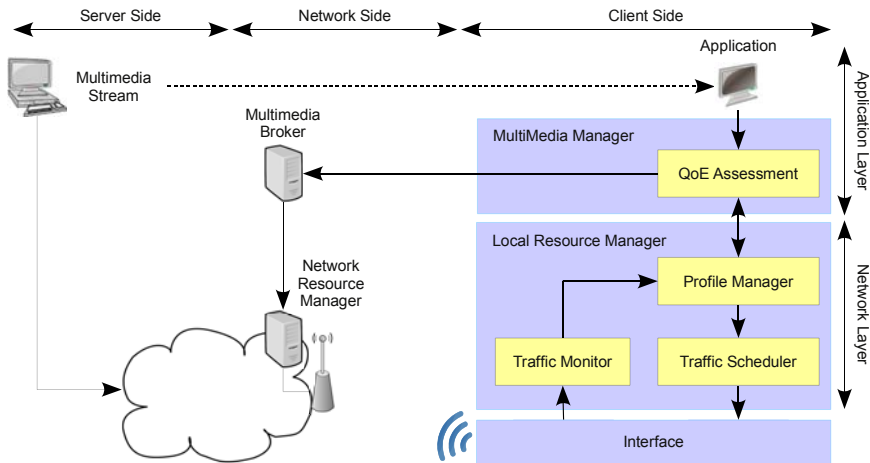 Server Side
Network Side
Client Side
Multimedia
Stream
Application
Multimedia
Broker
MultiMedia Manager
QoE Assessment
Application Layer
Local Resource Manager
Network
Resource
Manager
Profile Manager
Traffic Monitor
Traffic Scheduler
Network Layer
Interface